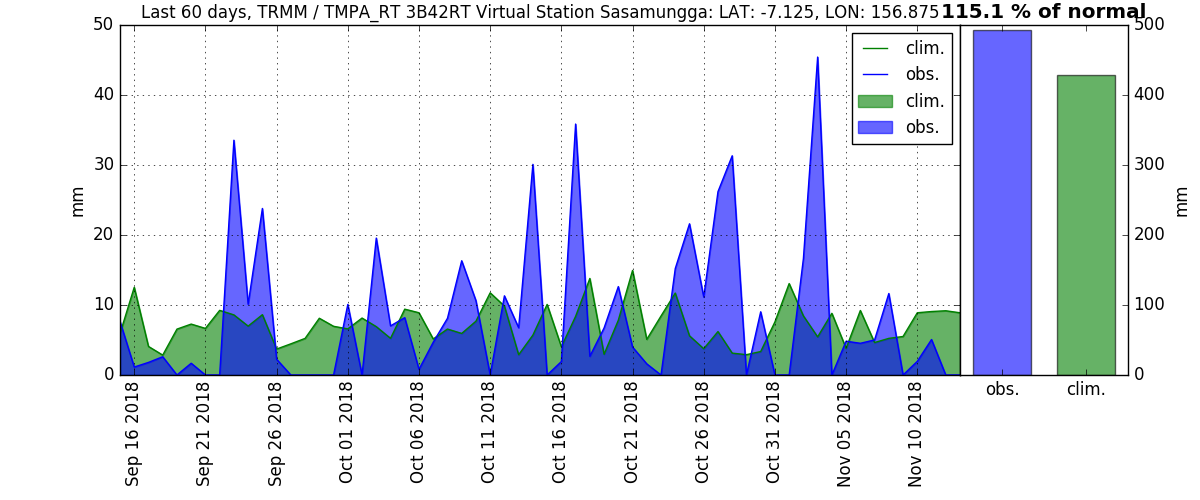 Last 60 days, TRMM / TMPA_RT 3B42RT Virtual Station Sasamungga: LAT: -7.125, LON: 156.875
115.1 % of normal
50
40
30
20
10
0
mm
clim.
obs.
clim.
obs.
Sep 16 2018
Sep 21 2018
Sep 26 2018
Oct 01 2018
Oct 06 2018
Oct 11 2018
Oct 16 2018
Oct 21 2018
Oct 26 2018
Oct 31 2018
Nov 05 2018
Nov 10 2018
500
400
300
200
100
0
mm
obs.
clim.